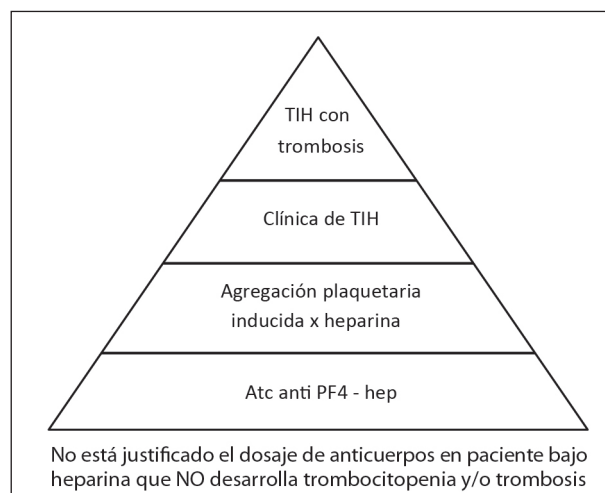 TIH con
trombosis
Clínica de TIH
Agregación plaquetaria
inducida x heparina
Atc anti PF4 - hep
No está justificado el dosaje de anticuerpos en paciente bajo
heparina que NO desarrolla trombocitopenia y/o trombosis